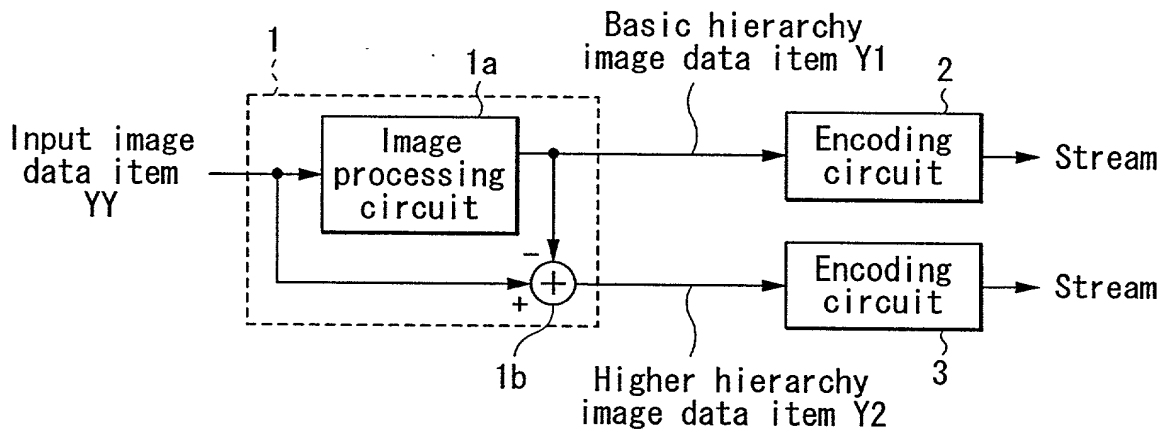 Basic hierarchy
image data item Y1
1
1a
2
Input image
data item
YY
Image
processing
circuit
Encoding
circuit
Stream
−
+
+
Encoding
circuit
Stream
1b
Higher hierarchy
image data item Y2
3